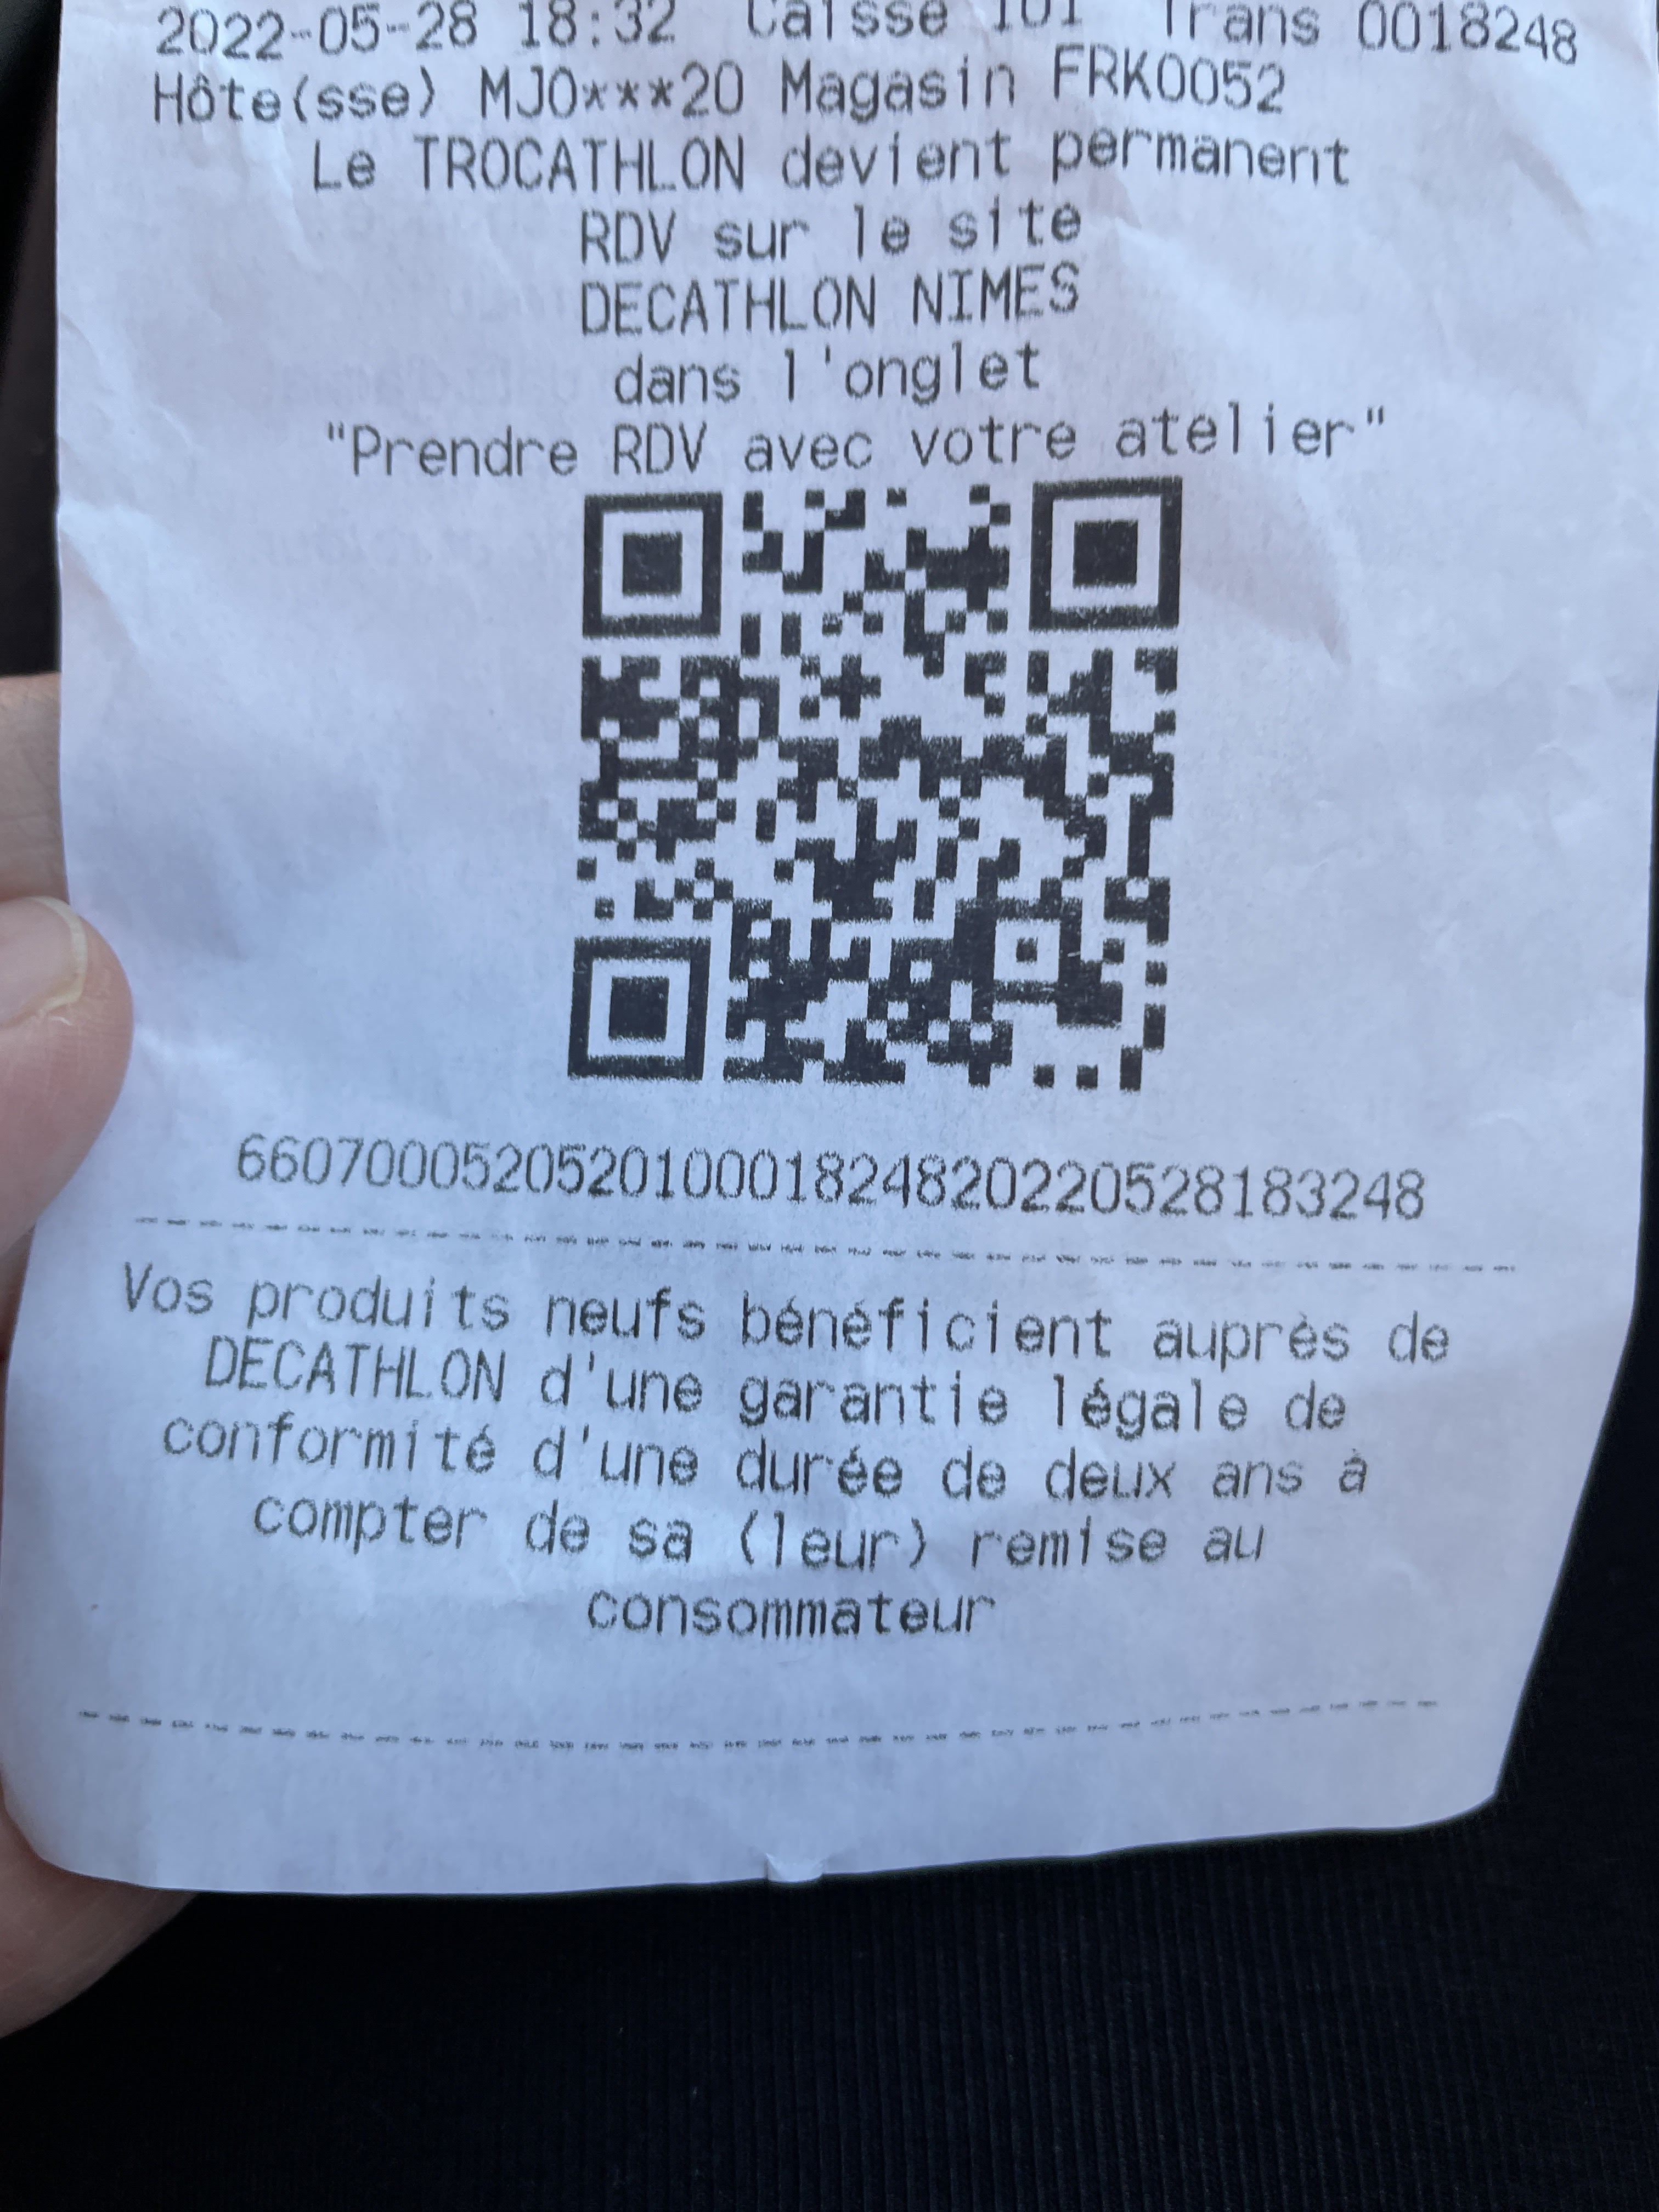 2022-05-28 18:32 Caisse 101 Trans 0018248
Hôte(sse) MJO***20 Magasin FRK0052
Le TROCATHLON devient permanent
RDV sur le site
DECATHLON NIMES
dans l'onglet
"Prendre RDV avec votre atelier"
6607000520520100018248202205281832​48
Vos produits neufs bénéficient auprès de
DECATHLON d'une garantie légale de
conformité d'une durée de deux ans à
compter de sa (leur) remise au
consommateur